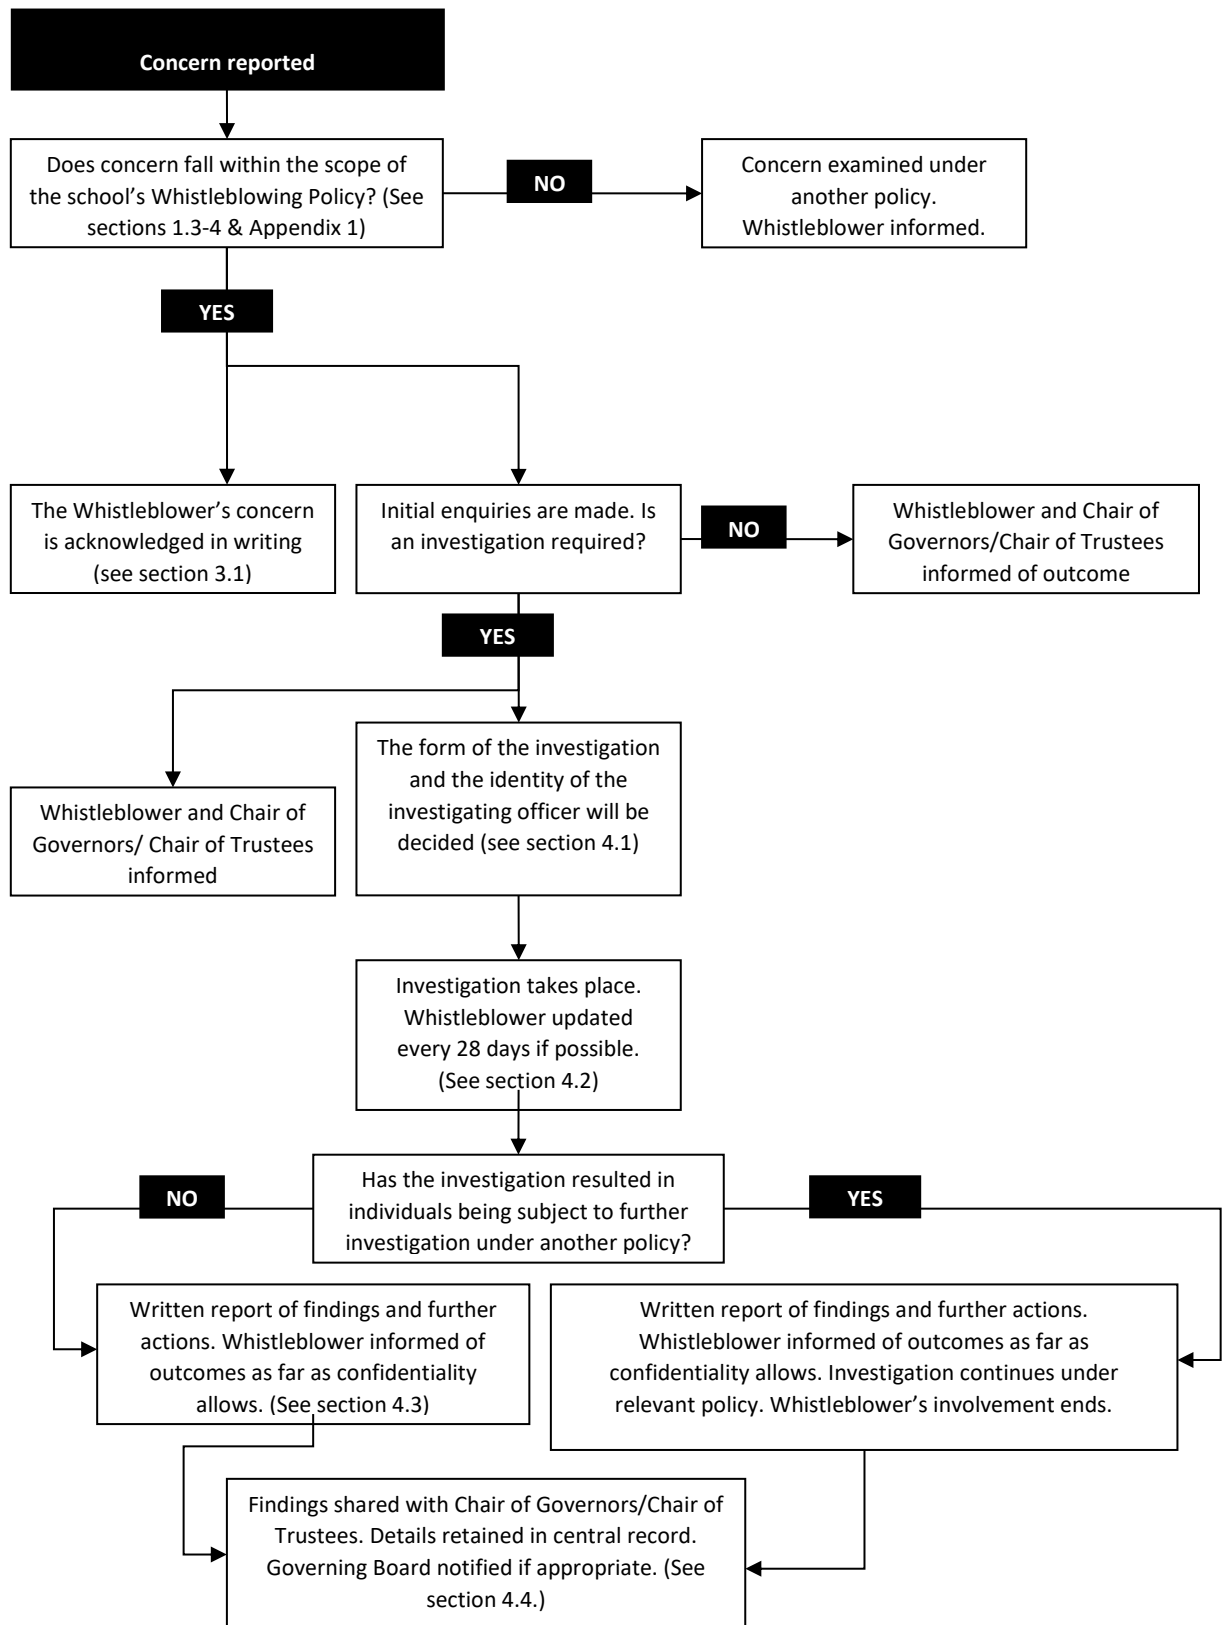 Concern reported
Does concern fall within the scope of
the school’s Whistleblowing Policy? (See
sections 1.3-4 & Appendix 1)
NO
Concern examined under
another policy.
Whistleblower informed.
YES
The Whistleblower’s concern
is acknowledged in writing
(see section 3.1)
Initial enquiries are made. Is
an investigation required?
NO
Whistleblower and Chair of
Governors/Chair of Trustees
informed of outcome
YES
The form of the investigation
and the identity of the
investigating officer will be
decided (see section 4.1)
Whistleblower and Chair of
Governors/ Chair of Trustees
informed
Investigation takes place.
Whistleblower updated
every 28 days if possible.
(See section 4.2)
Has the investigation resulted in
individuals being subject to further
investigation under another policy?
NO
YES
Written report of findings and further
actions. Whistleblower informed of
outcomes as far as confidentiality
allows. (See section 4.3)
Written report of findings and further actions.
Whistleblower informed of outcomes as far as
confidentiality allows. Investigation continues under
relevant policy. Whistleblower’s involvement ends.
Findings shared with Chair of Governors/Chair of
Trustees. Details retained in central record.
Governing Board notified if appropriate. (See
section 4.4.)